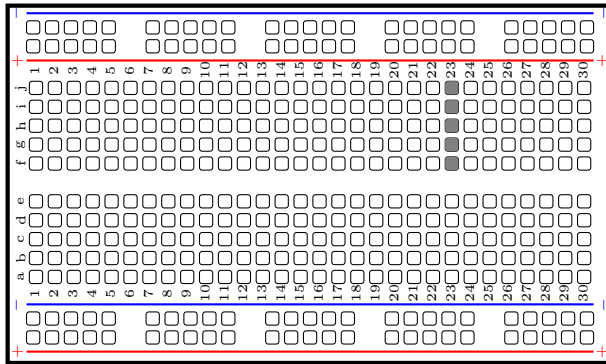 − −
+ 1 2 3 4 5 6 7 8 9 10 11 12 13 14 15 16 17 18 19 20 21 22 23 24 25 26 27 28 29 30 +
j
i
h
g
f
e
d
c
b
a
1 2 3 4 5 6 7 8 9 10 11 12 13 14 15 16 17 18 19 20 21 22 23 24 25 26 27 28 29 30
− −
+ +